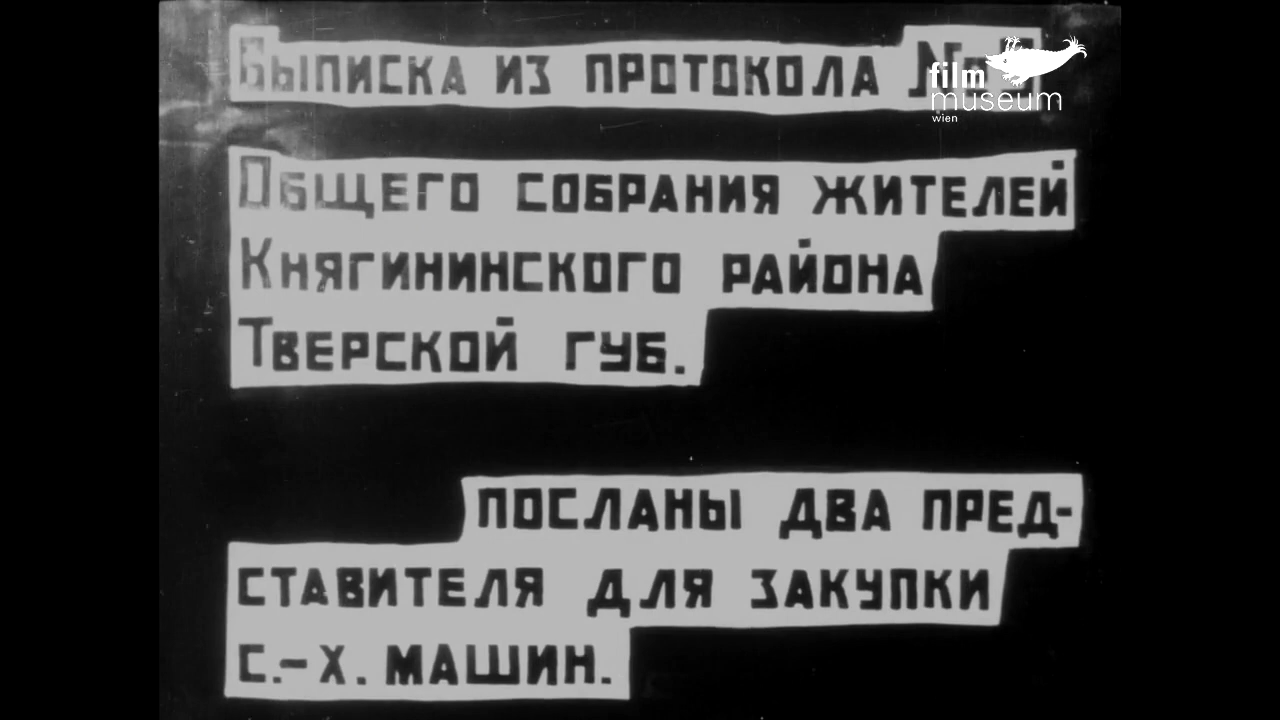 Выписка из протокола №
film
museum
wien
Общего собрания жителей
Княгининского района
Тверской губ.
посланы два пред-
ставителя для закупки
с.-х. машин.